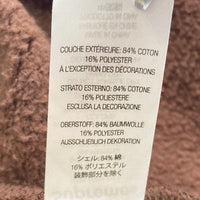 COUCHE EXTÉRIEURE: 84% COTON
16% POLYESTER
À L'EXCEPTION DES DÉCORATIONS
STRATO ESTERNO: 84% COTONE
16% POLIESTERE
ESCLUSA LA DECORAZIONE
OBERSTOFF: 84% BAUMWOLLE
16% POLYESTER
AUSSCHLIEßLICH DEKORATION
シェル: 84% 綿
16% ポリエステル
装飾部分を除く